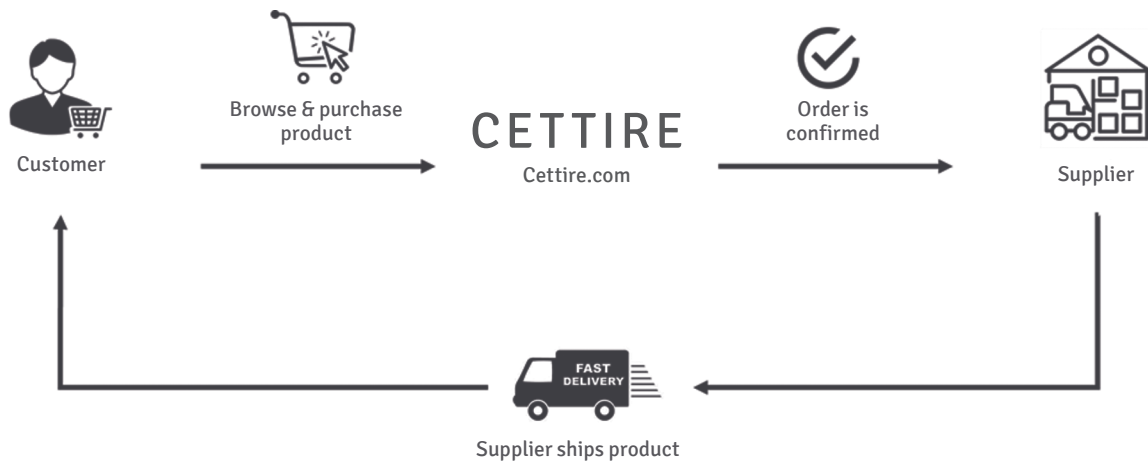 Customer
Browse & purchase
product
CETTIRE
Cettire.com
Order is
confirmed
Supplier
FAST
DELIVERY
Supplier ships product